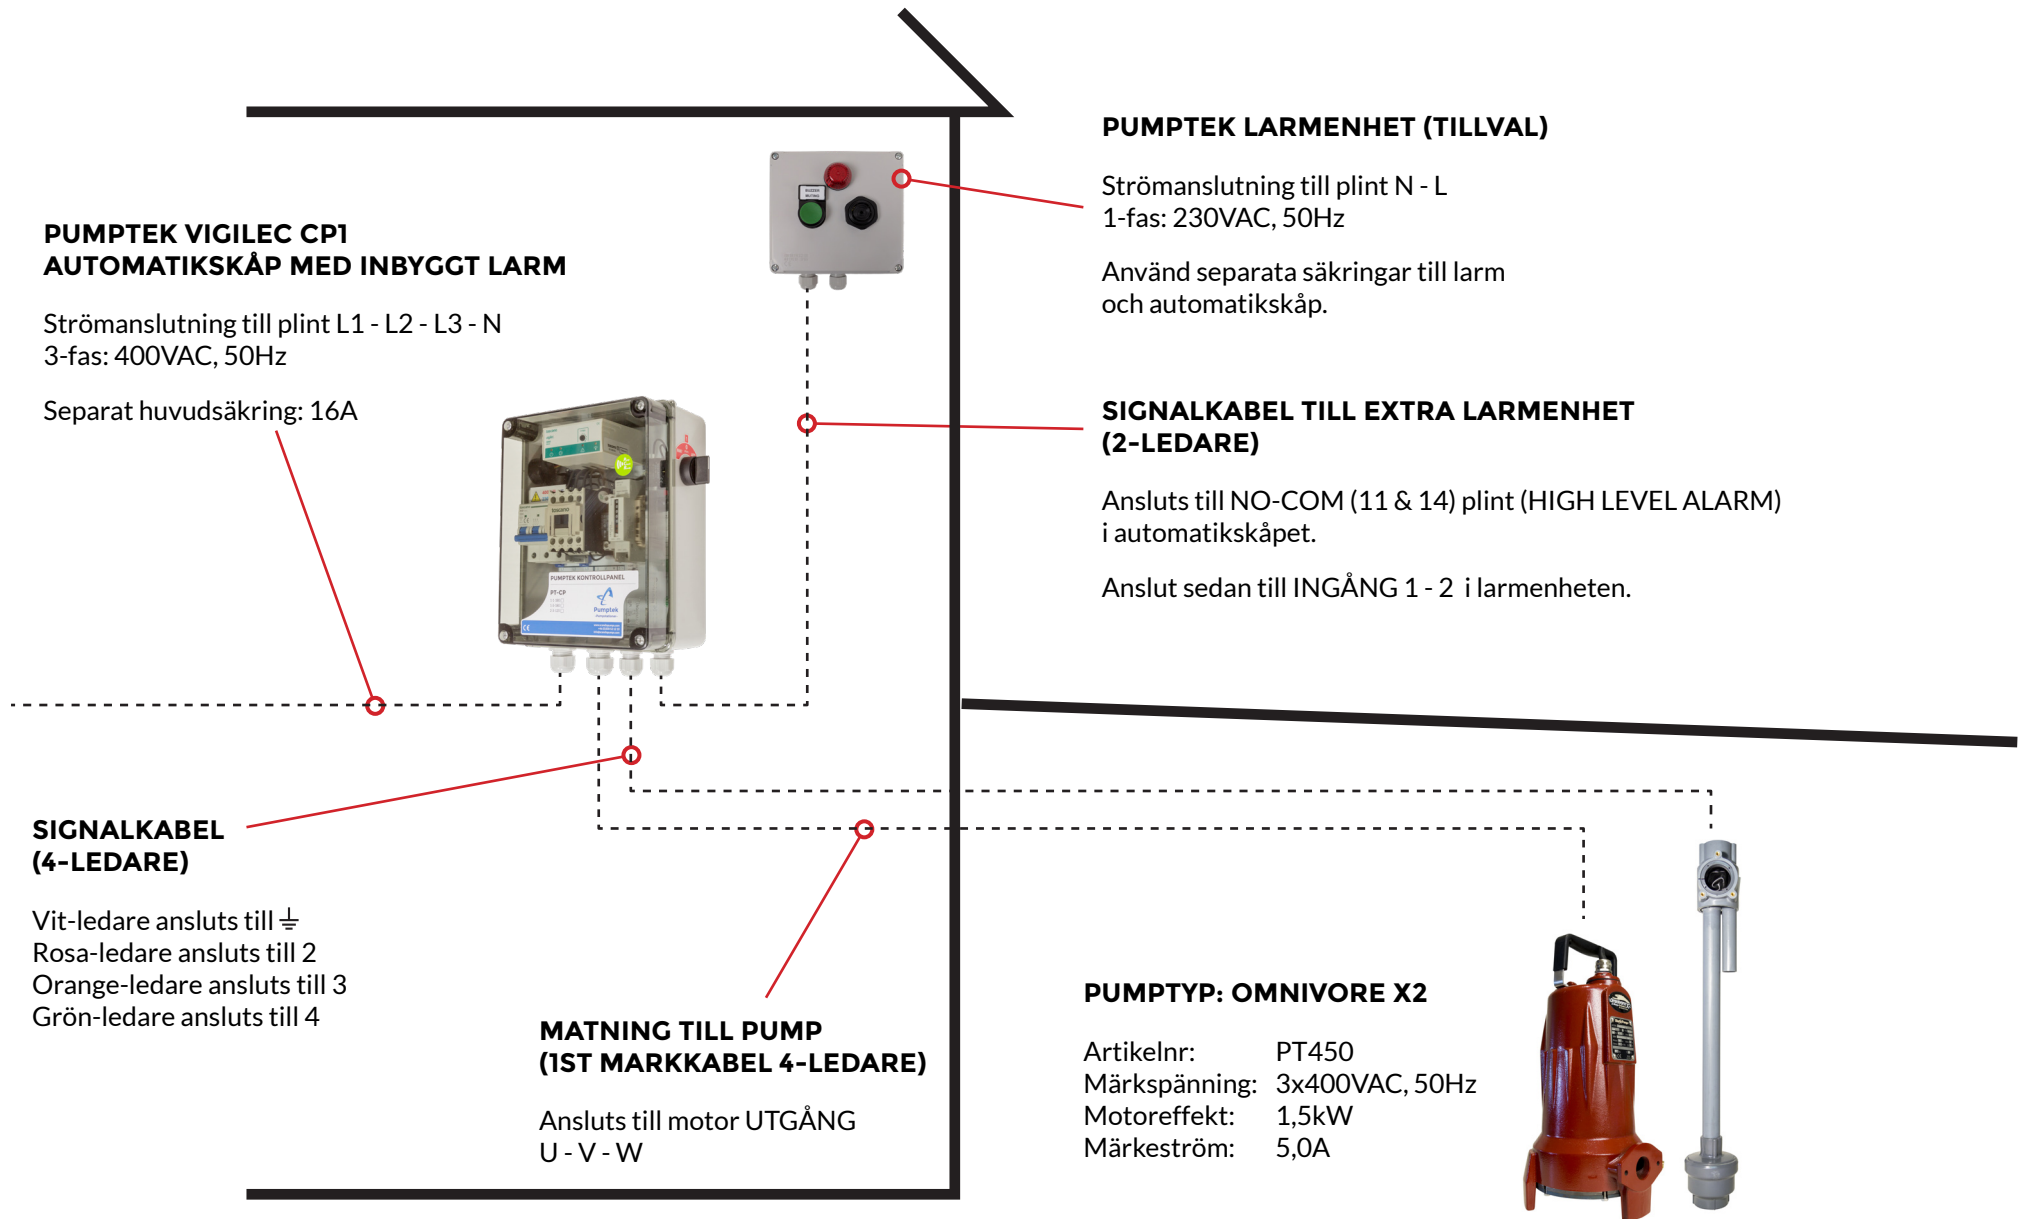 PUMPTEK LARMENHET (TILLVAL)
Strömanslutning till plint N - L
1-fas: 230VAC, 50Hz
Använd separata säkringar till larm
och automatikskåp.
PUMPTEK VIGILEC CP1
AUTOMATIKSKÅP MED INBYGGT LARM
Strömanslutning till plint L1 - L2 - L3 - N
3-fas: 400VAC, 50Hz
Separat huvudsäkring: 16A
SIGNALKABEL TILL EXTRA LARMENHET
(2-LEDARE)
Ansluts till NO-COM (11 & 14) plint (HIGH LEVEL ALARM)
i automatikskåpet.
Anslut sedan till INGÅNG 1 - 2 i larmenheten.
PUMPTEK KONTROLLPANEL
PT-CP
Pumptek
SIGNALKABEL
(4-LEDARE)
Vit-ledare ansluts till ⏚
Rosa-ledare ansluts till 2
Orange-ledare ansluts till 3
Grön-ledare ansluts till 4
MATNING TILL PUMP
(1ST MARKKABEL 4-LEDARE)
Ansluts till motor UTGÅNG
U - V - W
PUMPTYP: OMNIVORE X2
Artikelnr: PT450
Märkspänning: 3x400VAC, 50Hz
Motoreffekt: 1,5kW
Märkeström: 5,0A